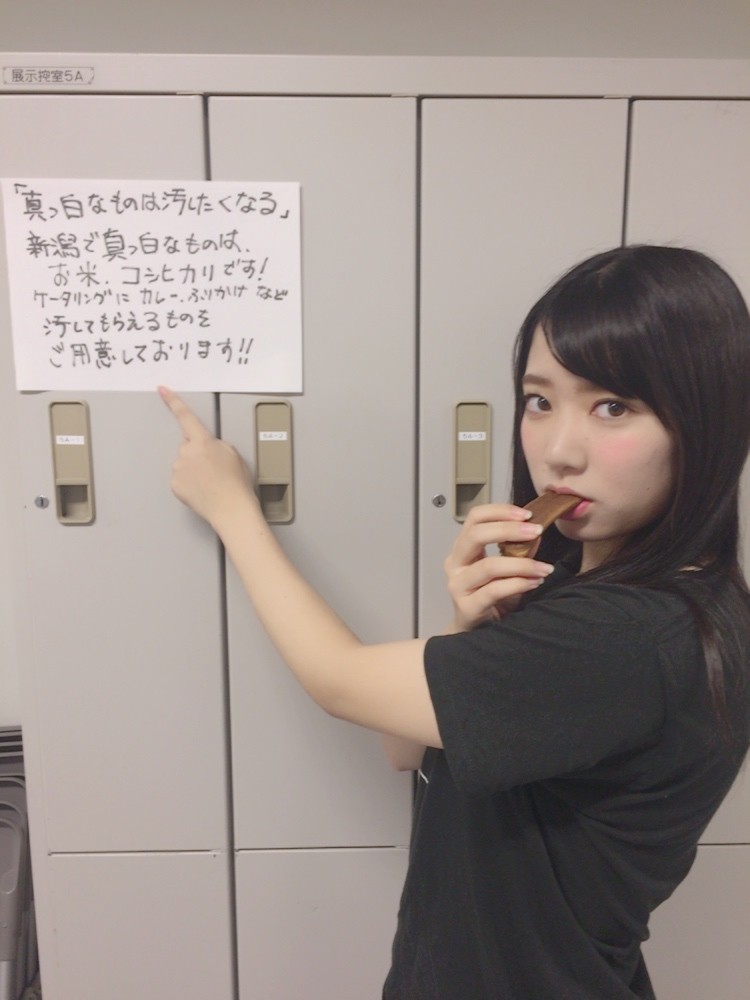 展示控室5A
「真っ白なものは汚したくなる」
新潟で真っ白なものは、
お米、コシヒカリです!
ケータリングに カレー、ふりかけ など
汚してもらえるものを
ご用意しております!!